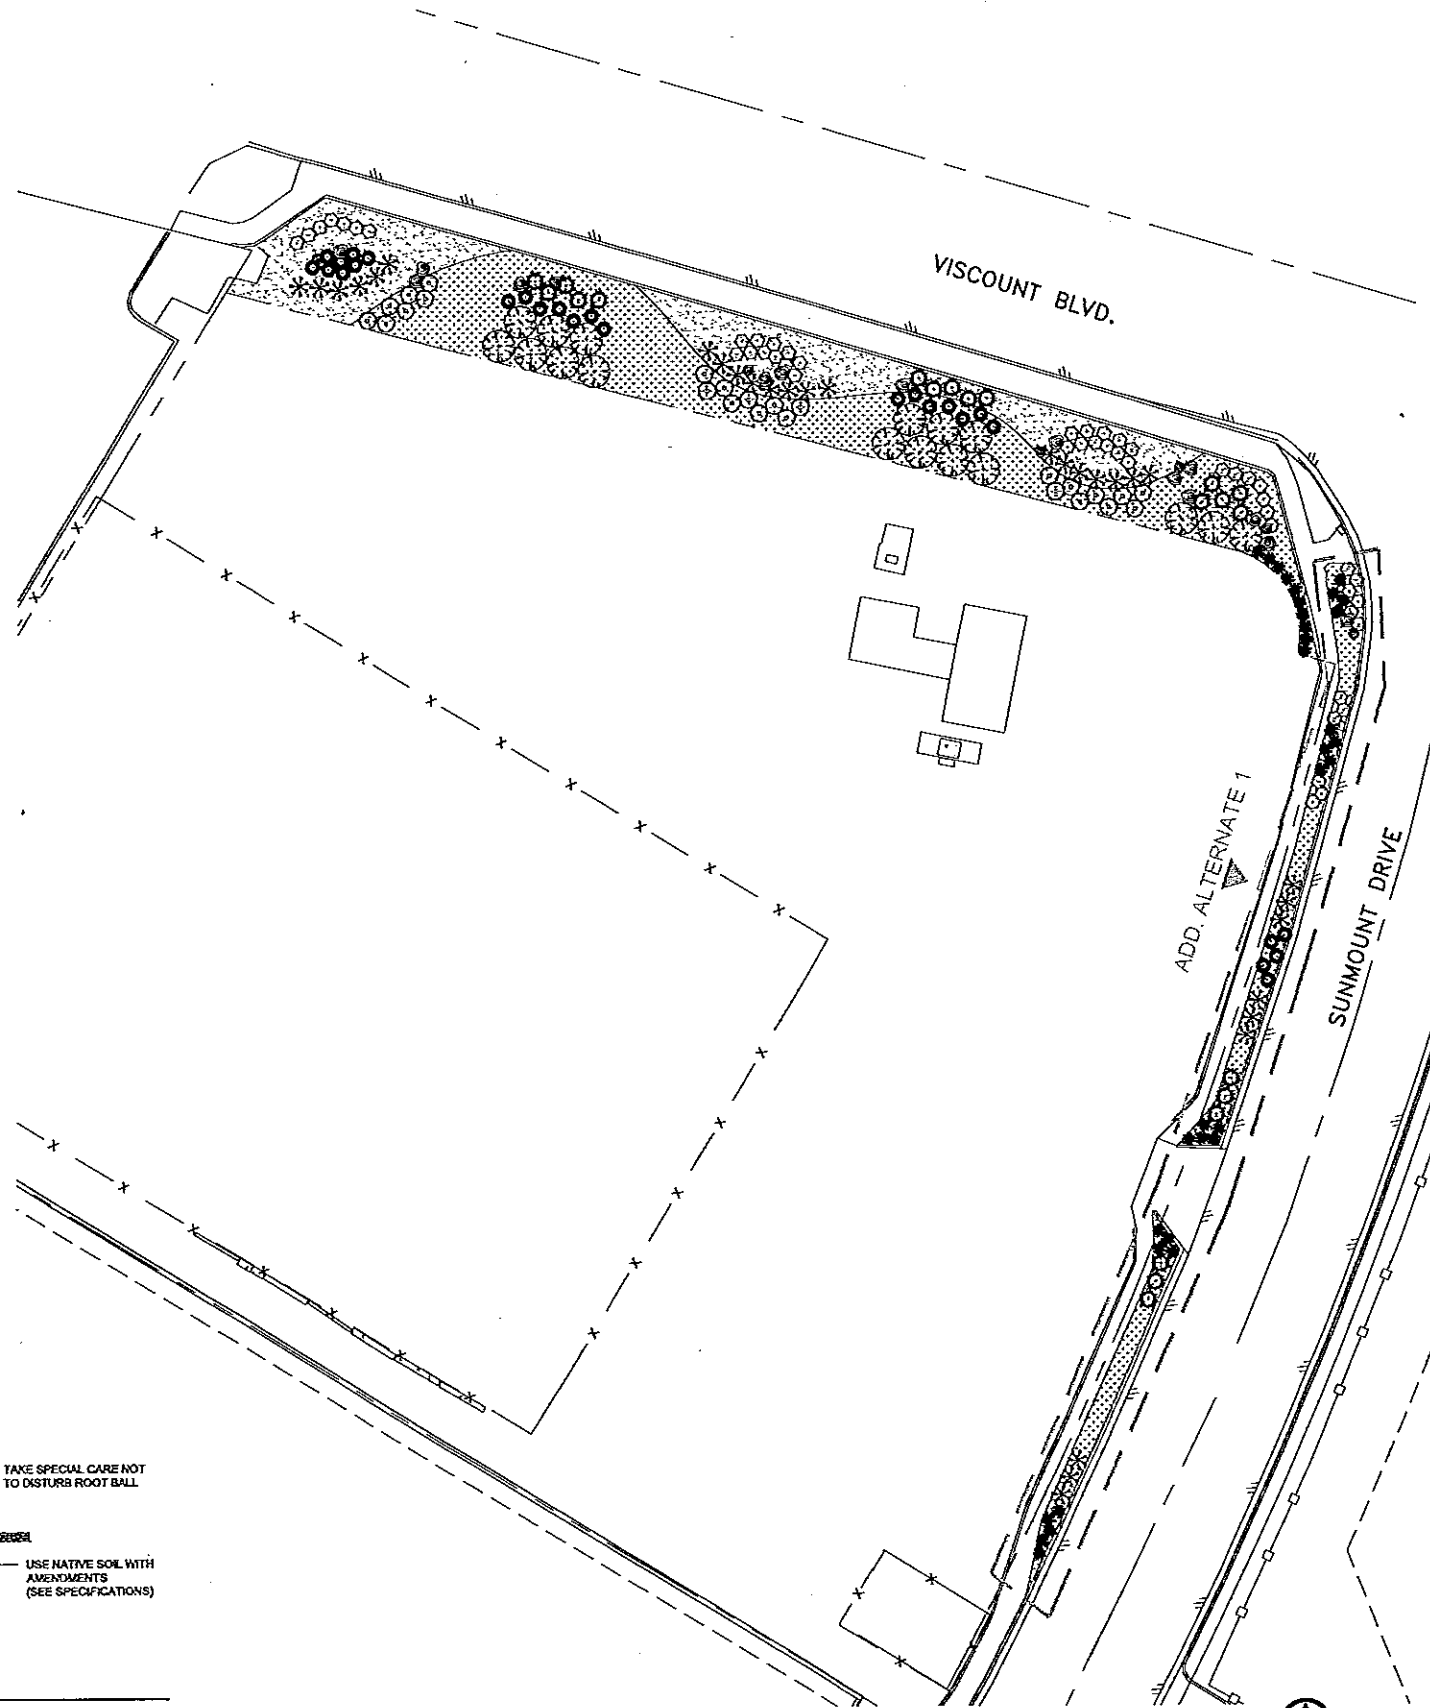 VISCOUNT BLVD.
ADD. ALTERNATE 1
SUNMOUNT DRIVE
TAKE SPECIAL CARE NOT
TO DISTURB ROOT BALL
USE NATIVE SOIL WITH
AMENDMENTS
(SEE SPECIFICATIONS)